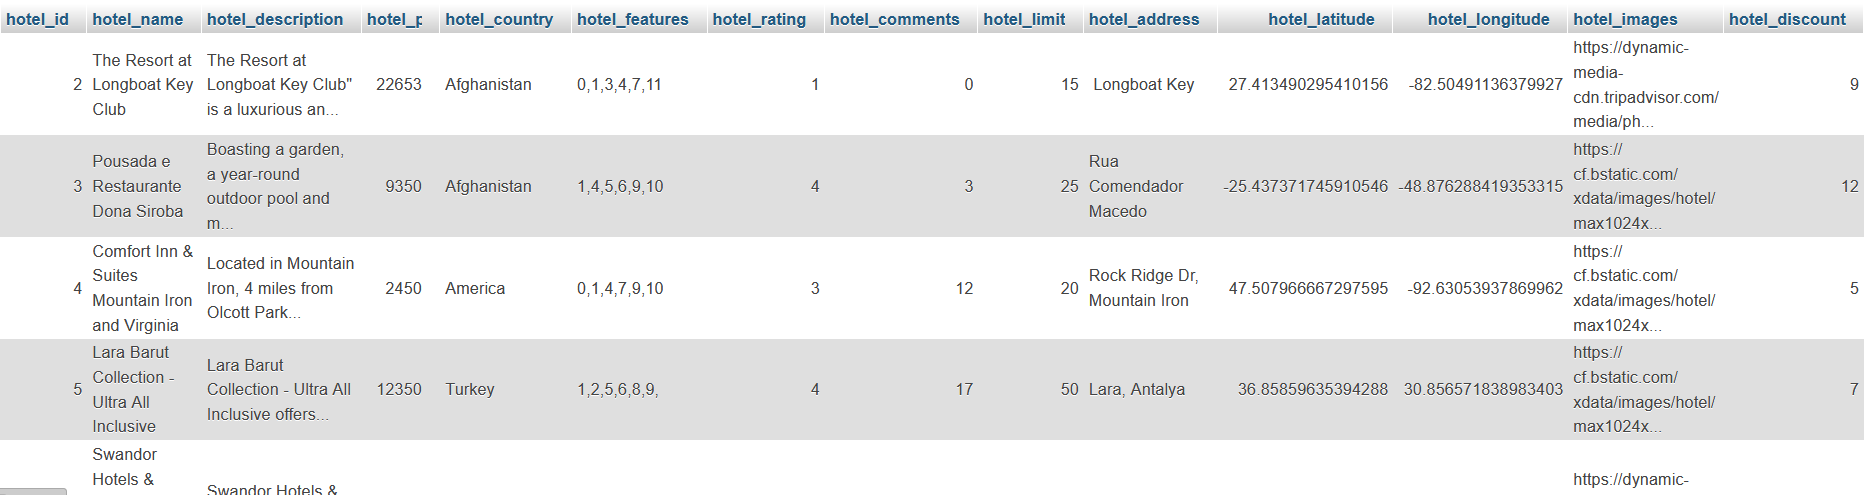 hotel_id hotel_name hotel_description hotel_p hotel_country hotel_features hotel_rating hotel_comments hotel_limit hotel_address hotel_latitude hotel_longitude hotel_images hotel_discount
2
The Resort at
Longboat Key
Club
The Resort at
Longboat Key Club"
is a luxurious an...
22653
Afghanistan
0,1,3,4,7,11
1
0
15
Longboat Key
27.413490295410156
-82.50491136379927
https://dynamic-
media-
cdn.tripadvisor.com/
media/ph...
9
3
Pousada e
Restaurante
Dona Siroba
Boasting a garden,
a year-round
outdoor pool and
m...
9350
Afghanistan
1,4,5,6,9,10
4
3
25
Rua
Comendador
Macedo
-25.437371745910546
-48.876288419353315
https://
cf.bstatic.com/
xdata/images/hotel/
max1024x...
12
4
Comfort Inn &
Suites
Mountain Iron
and Virginia
Located in Mountain
Iron, 4 miles from
Olcott Park...
2450
America
0,1,4,7,9,10
3
12
20
Rock Ridge Dr,
Mountain Iron
47.507966667297595
-92.63053937869962
https://
cf.bstatic.com/
xdata/images/hotel/
max1024x...
5
5
Lara Barut
Collection -
Ultra All
Inclusive
Lara Barut
Collection - Ultra All
Inclusive offers...
12350
Turkey
1,2,5,6,8,9,
4
17
50
Lara, Antalya
36.85859635394288
30.856571838983403
https://
cf.bstatic.com/
xdata/images/hotel/
max1024x...
7
Swandor
Hotels &
Swandor Hotels &
https://dynamic-